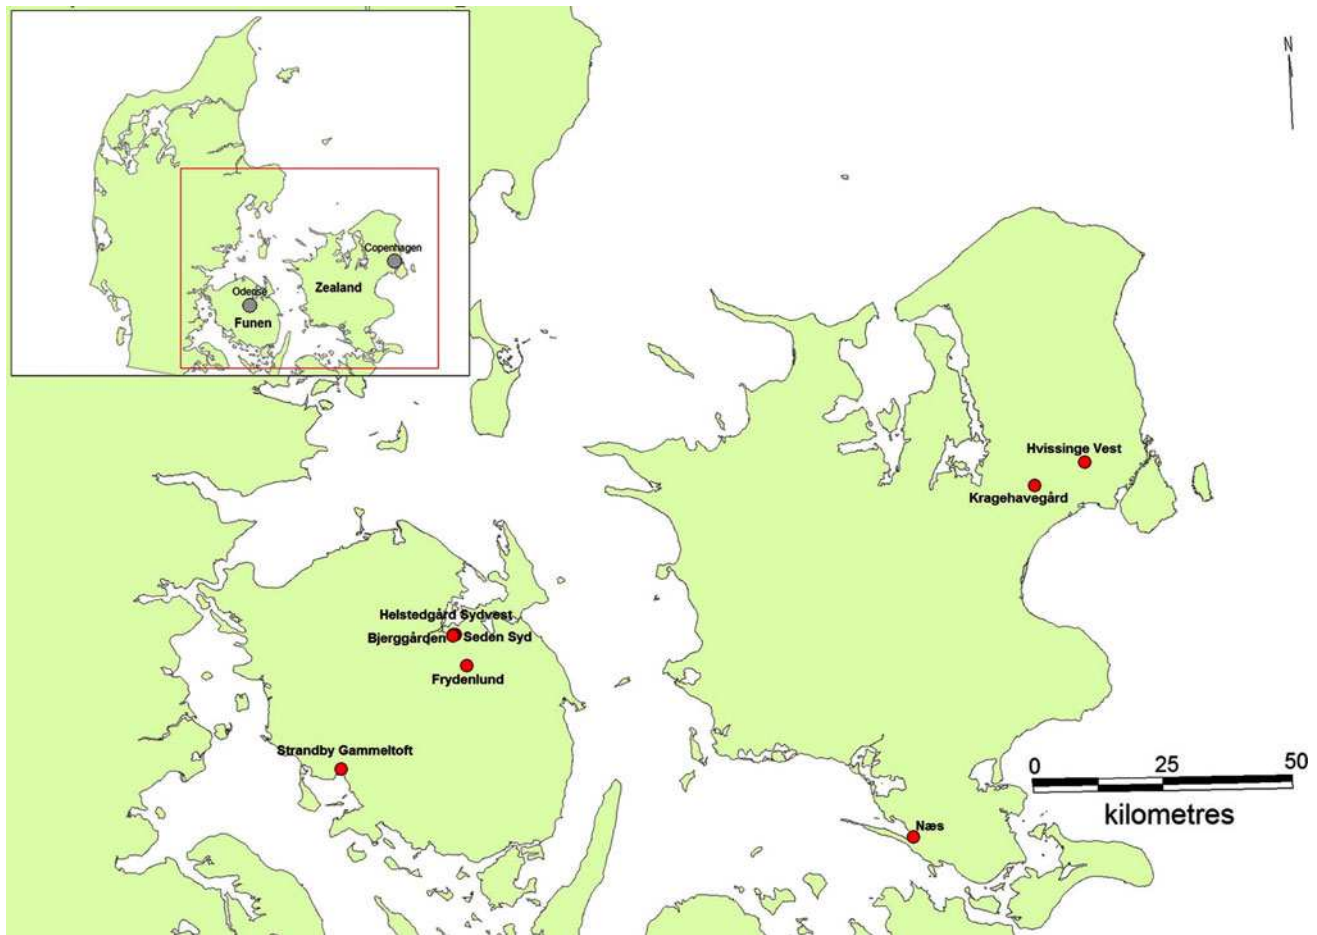 N
Copenhagen
Zealand
Odense
Funen
Hvissinge Vest
Kragehavegård
Helstedgård Sydvest
Bjerggården
Seden Syd
Frydenlund
Strandby Gammeltoft
0 25 50
kilometres
Næs